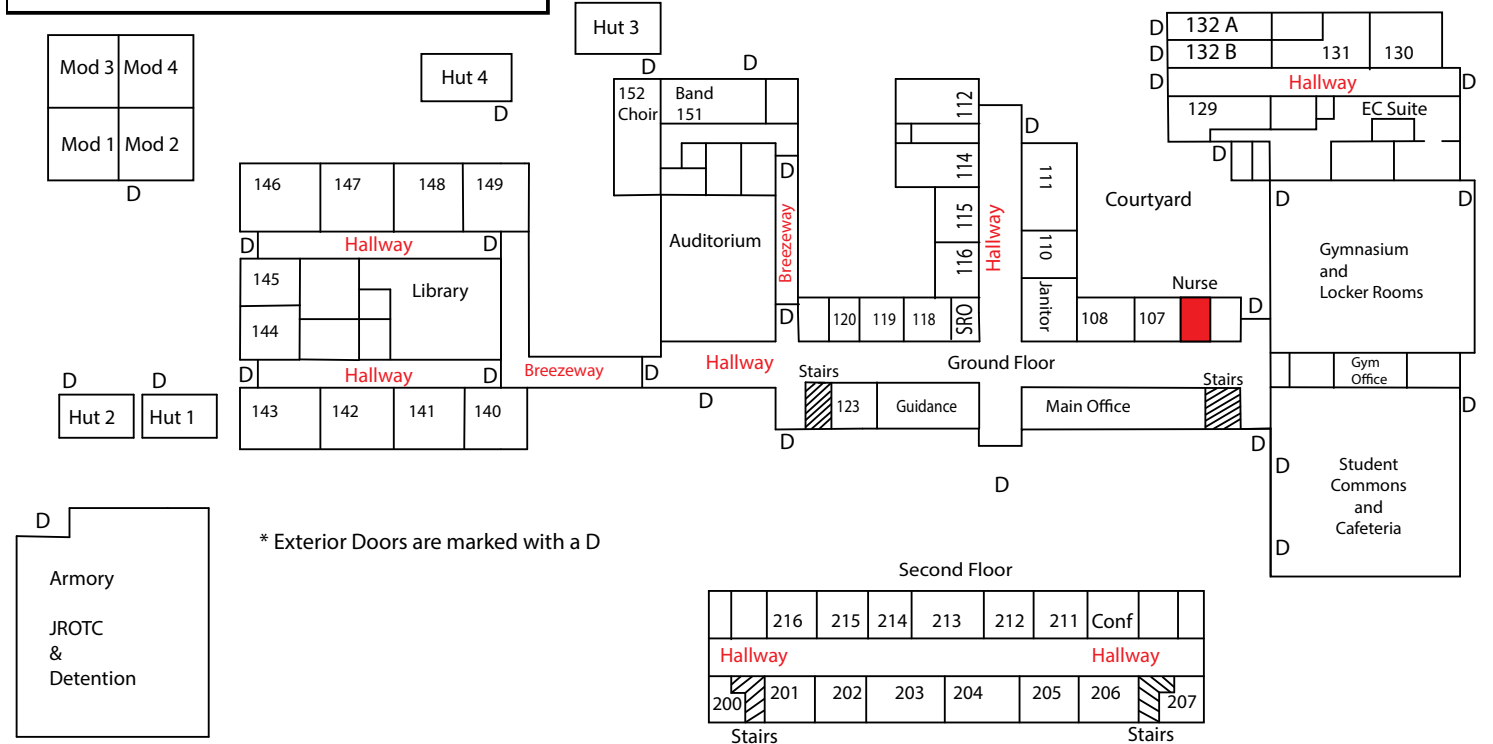 Hut 3
D
D
Mod 3
Mod 4
Mod 1
Mod 2
D
Hut 4
D
152
Choir
Band
151
112
114
115
116
SRO
Hallway
D
111
110
Janitor
Courtyard
D
132 A
D
132 B
131
130
D
Hallway
D
129
EC Suite
D
D
D
146
147
148
149
D
Hallway
D
145
144
Library
D
Hallway
D
Breezeway
D
143
142
141
140
Auditorium
D
Breezeway
D
120
119
118
Hallway
Ground Floor
108
107
Nurse
D
Gymnasium
and
Locker Rooms
Gym
Office
D
D
Hut 2
D
Hut 1
D
Stairs
123
Guidance
Main Office
Stairs
D
D
D
D
D
Student
Commons
and
Cafeteria
D
D
Armory
JROTC
&
Detention
* Exterior Doors are marked with a D
Second Floor
216
215
214
213
212
211
Conf
Hallway
Hallway
200
201
202
203
204
205
206
207
Stairs
Stairs